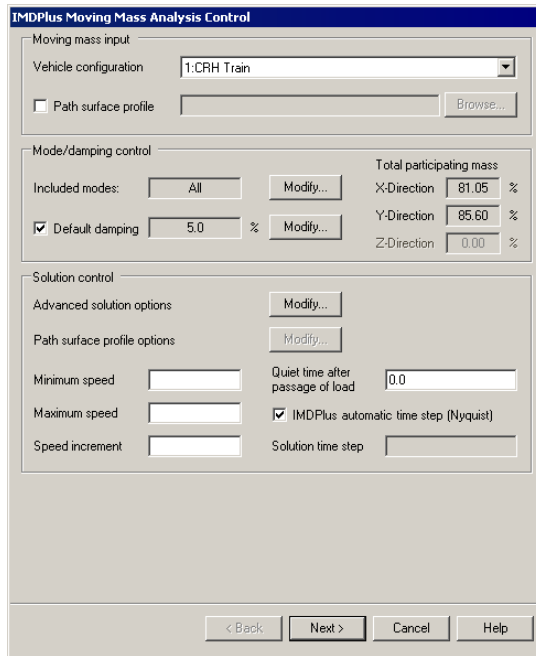 IMDPlus Moving Mass Analysis Control
Moving mass input
Vehicle configuration 1:CRH Train
Path surface profile Browse...
Mode/damping control
Total participating mass
Included modes: All Modify... X-Direction 81.05 %
Default damping 5.0 % Modify... Y-Direction 85.60 %
Z-Direction 0.00 %
Solution control
Advanced solution options Modify...
Path surface profile options Modify...
Minimum speed Quiet time after passage of load 0.0
Maximum speed IMDPlus automatic time step (Nyquist)
Speed increment Solution time step
< Back Next > Cancel Help